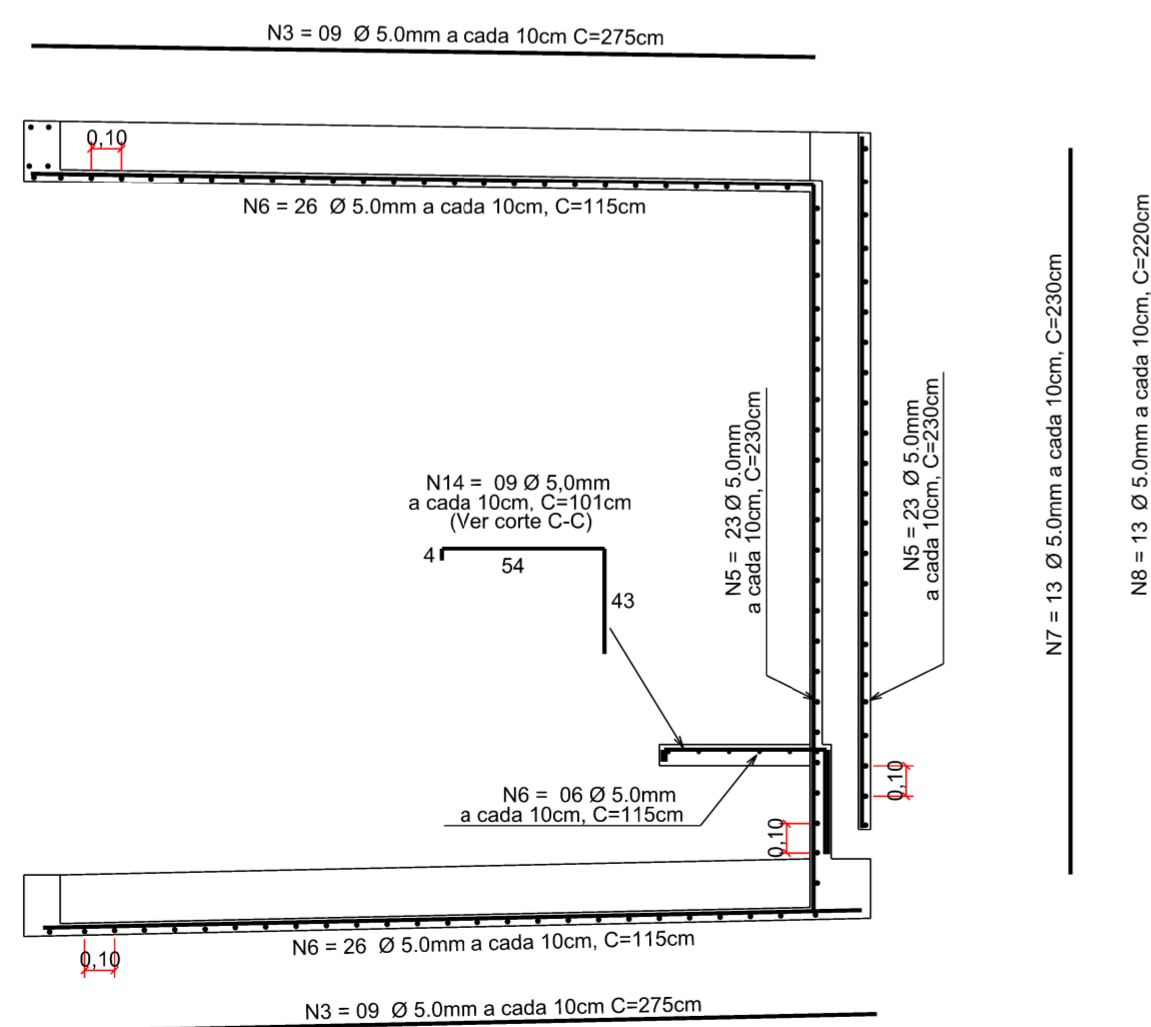 N3 = 09 Ø 5.0mm a cada 10cm C=275cm
0,10
N6 = 26 Ø 5.0mm a cada 10cm, C=115cm
N14 = 09 Ø 5,0mm
a cada 10cm, C=101cm
(Ver corte C-C)
4
54
43
N5 = 23 Ø 5.0mm
a cada 10cm, C=230cm
N5 = 23 Ø 5.0mm
a cada 10cm, C=230cm
N7 = 13 Ø 5.0mm a cada 10cm, C=230cm
N8 = 13 Ø 5.0mm a cada 10cm, C=220cm
N6 = 06 Ø 5.0mm
a cada 10cm, C=115cm
0,10
0,10
N6 = 26 Ø 5.0mm a cada 10cm, C=115cm
0,10
N3 = 09 Ø 5.0mm a cada 10cm C=275cm